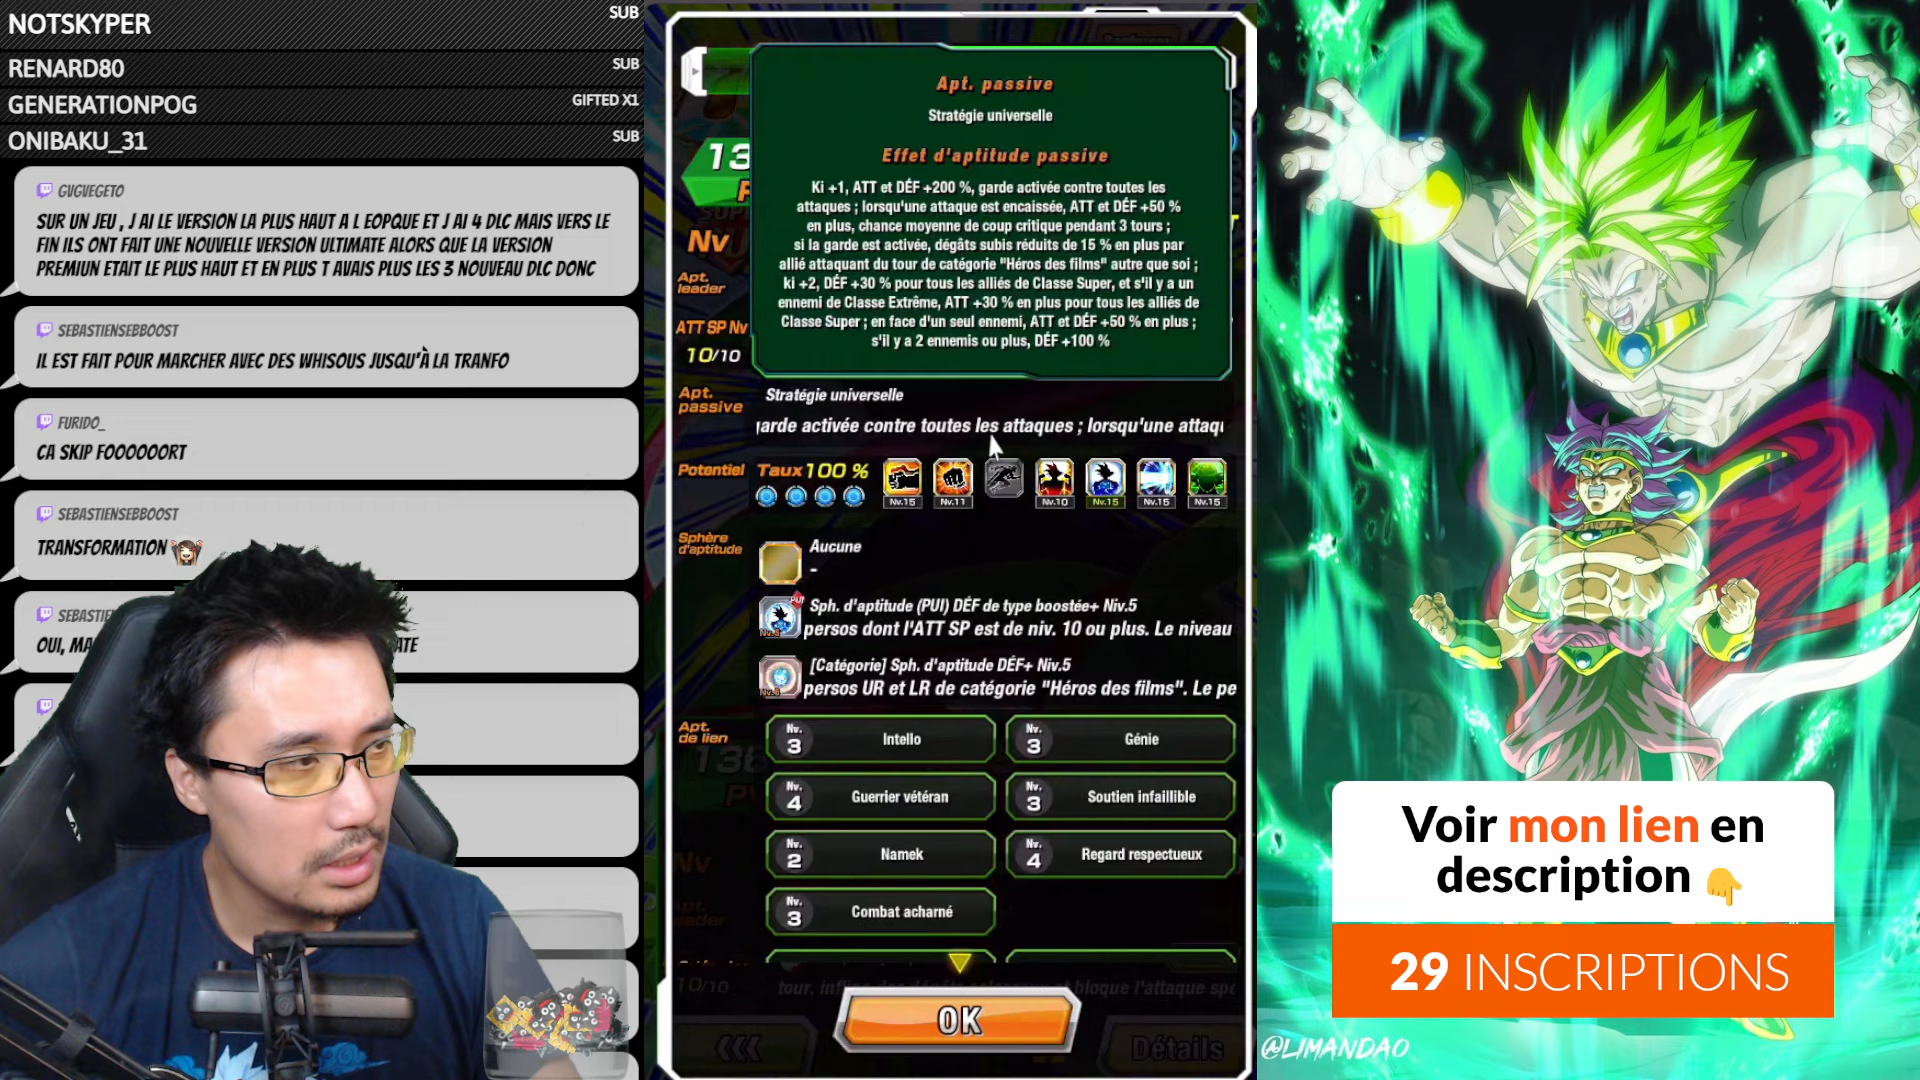 NOTSKYPER SUB
RENARD80 SUB
GENERATIONPOG GIFTED X1
ONIBAKU_31 SUB
GUGUEGETO
SUR UN JEU , J AI LE VERSION LA PLUS HAUT A L EOPQUE ET J AI 4 DLC MAIS VERS LE
FIN ILS ONT FAIT UNE NOUVELLE VERSION ULTIMATE ALORS QUE LA VERSION
PREMIUN ETAIT LE PLUS HAUT ET EN PLUS T AVAIS PLUS LES 3 NOUVEAU DLC DONC
SEBASTIENSEBBOOST
IL EST FAIT POUR MARCHER AVEC DES WHISOUS JUSQU'À LA TRANFO
FURIDO_
CA SKIP FOOOOOORT
SEBASTIENSEBBOOST
TRANSFORMATION
SEBASTIE
OUI, MA
Apt. passive
Stratégie universelle
Effet d'aptitude passive
Ki +1, ATT et DÉF +200 %, garde activée contre toutes les
attaques ; lorsqu'une attaque est encaissée, ATT et DÉF +50 %
en plus, chance moyenne de coup critique pendant 3 tours ;
si la garde est activée, dégâts subis réduits de 15 % en plus par
allié attaquant du tour de catégorie "Héros des films" autre que soi ;
ki +2, DÉF +30 % pour tous les alliés de Classe Super, et s'il y a un
ennemi de Classe Extrême, ATT +30 % en plus pour tous les alliés de
Classe Super ; en face d'un seul ennemi, ATT et DÉF +50 % en plus ;
s'il y a 2 ennemis ou plus, DÉF +100 %
13
Nv
Apt.
leader
ATT SP Nv
10/10
Apt.
passive
Stratégie universelle
arde activée contre toutes les attaques ; lorsqu'une attaq
Potentiel
Taux 100 %
Nv.15
Nv.11
Nv.10
Nv.15
Nv.15
Nv.15
Sphère
d'aptitude
Aucune
-
Sph. d'aptitude (PUI) DÉF de type boostée+ Niv.5
persos dont l'ATT SP est de niv. 10 ou plus. Le niveau
[Catégorie] Sph. d'aptitude DÉF+ Niv.5
persos UR et LR de catégorie "Héros des films". Le pe
Apt.
de lien
Nv. 3 Intello
Nv. 3 Génie
Nv. 4 Guerrier vétéran
Nv. 3 Soutien infaillible
Nv. 2 Namek
Nv. 4 Regard respectueux
Nv. 3 Combat acharné
10/10
OK
Détails
Voir mon lien en
description
29 INSCRIPTIONS
@LIMANDAO